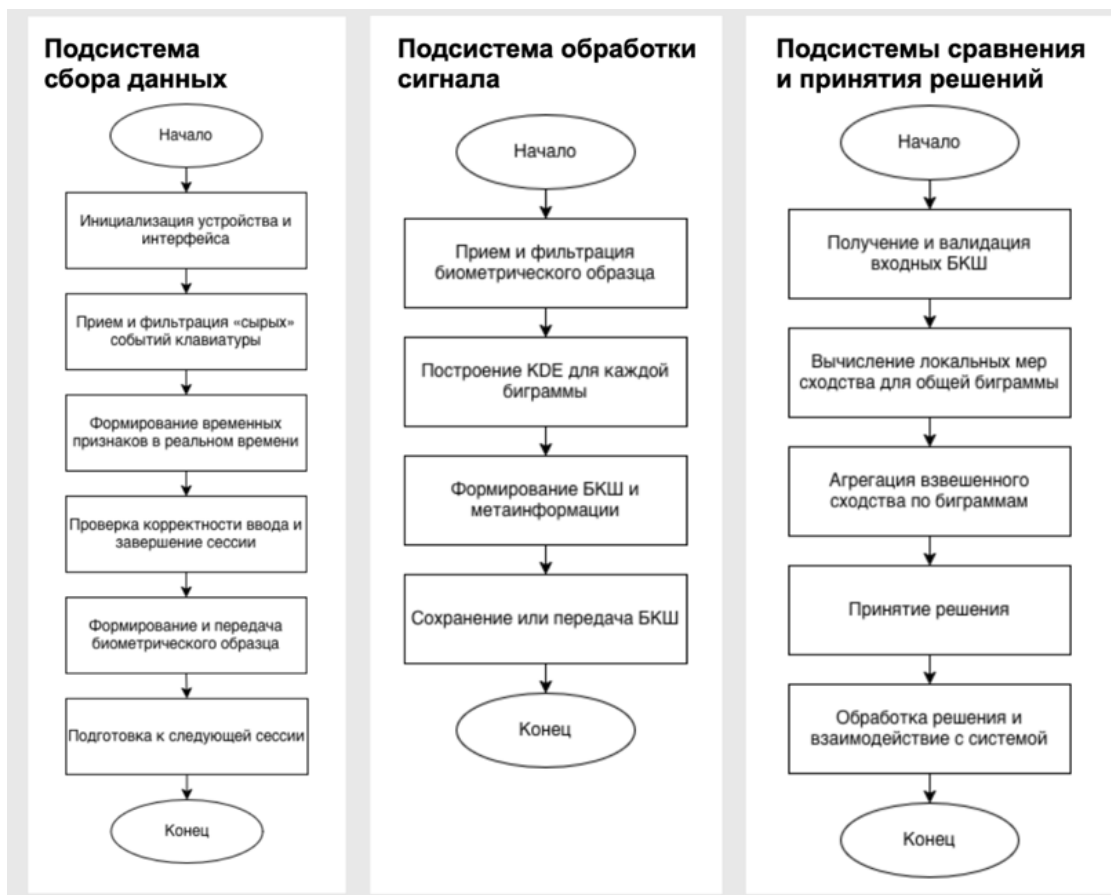 Подсистема
сбора данных
Начало
Инициализация устройства и
интерфейса
Прием и фильтрация «сырых»
событий клавиатуры
Формирование временных
признаков в реальном времени
Проверка корректности ввода и
завершение сессии
Формирование и передача
биометрического образца
Подготовка к следующей сессии
Конец
Подсистема обработки
сигнала
Начало
Прием и фильтрация
биометрического образца
Построение KDE для каждой
биграммы
Формирование БКШ и
метаинформации
Сохранение или передача БКШ
Конец
Подсистемы сравнения
и принятия решений
Начало
Получение и валидация
входных БКШ
Вычисление локальных мер
сходства для общей биграммы
Агрегация взвешенного
сходства по биграммам
Принятие решения
Обработка решения и
взаимодействие с системой
Конец